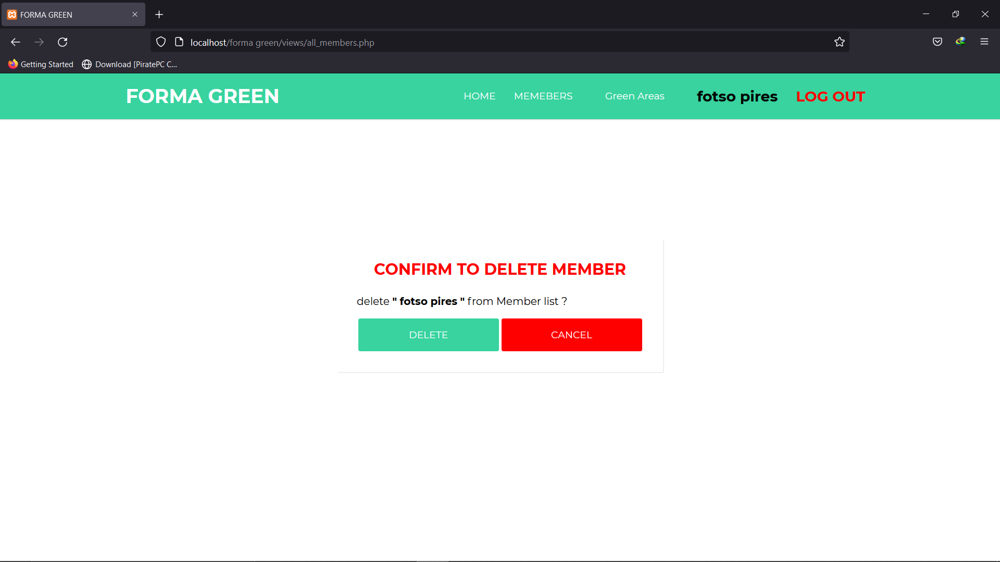 FORMA GREEN
localhost/forma green/views/all_members.php
Getting Started Download [PiratePC C...
FORMA GREEN HOME MEMEBERS Green Areas fotso pires LOG OUT
CONFIRM TO DELETE MEMBER
delete " fotso pires " from Member list ?
DELETE CANCEL